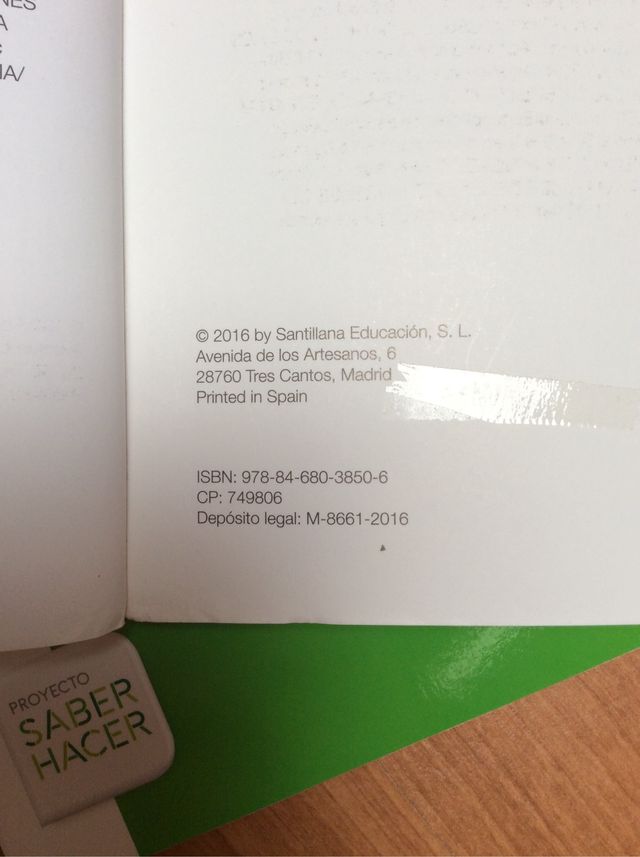 © 2016 by Santillana Educación, S. L.
Avenida de los Artesanos, 6
28760 Tres Cantos, Madrid
Printed in Spain
ISBN: 978-84-680-3850-6
CP: 749806
Depósito legal: M-8661-2016
PROYECTO
SABER
HACER